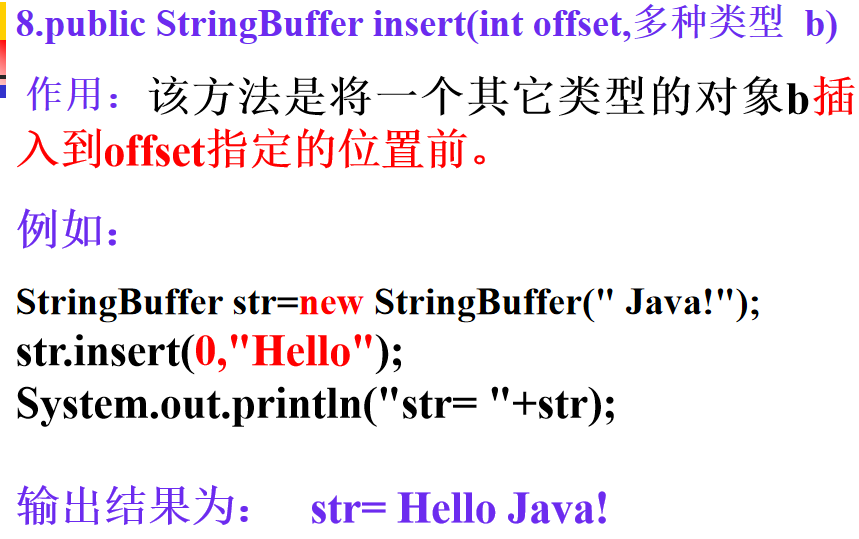 8.public StringBuffer insert(int offset,多种类型 b)
作用：该方法是将一个其它类型的对象b插
入到offset指定的位置前。
例如：
StringBuffer str=new StringBuffer(" Java!");
str.insert(0,"Hello");
System.out.println("str= "+str);
输出结果为： str= Hello Java!